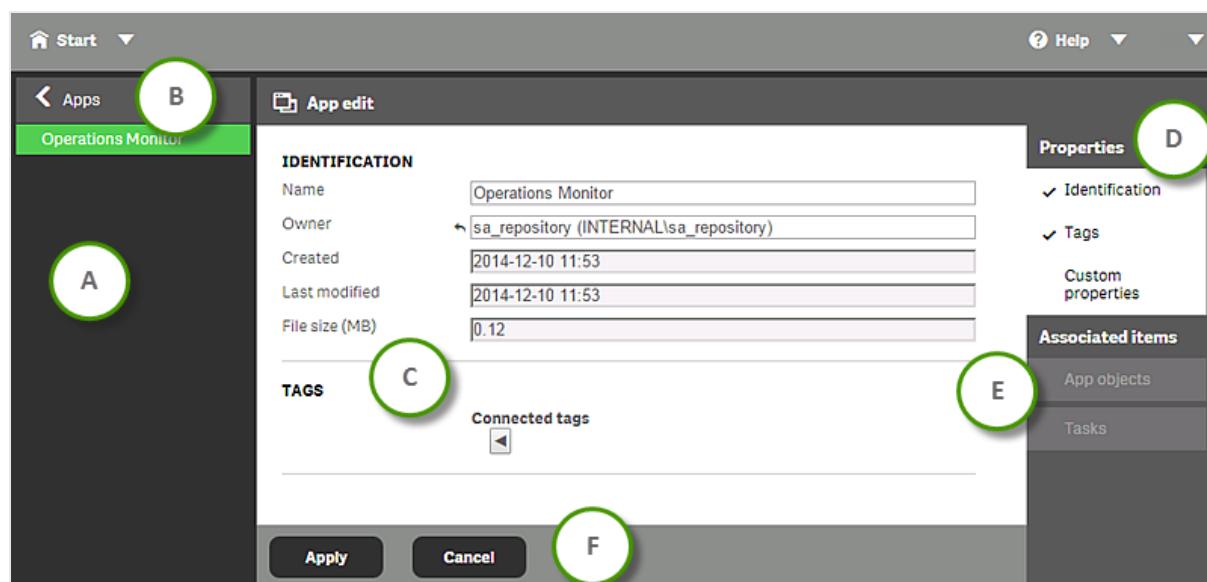 Start
Help
Apps
B
App edit
Operations Monitor
D
Properties
IDENTIFICATION
Name
Operations Monitor
Identification
Owner
sa_repository (INTERNAL\sa_repository)
Tags
Created
2014-12-10 11:53
A
Custom
properties
Last modified
2014-12-10 11:53
File size (MB)
0.12
Associated items
C
TAGS
E
App objects
Connected tags
Tasks
Apply
Cancel
F